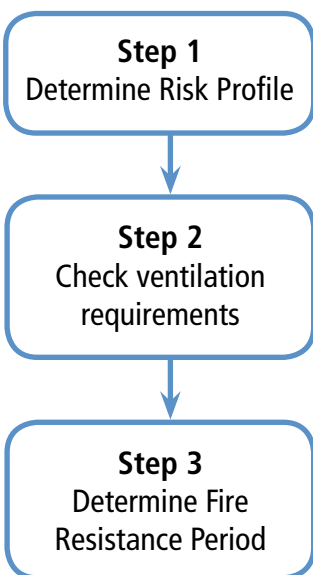 Step 1
Determine Risk Profile
Step 2
Check ventilation
requirements
Step 3
Determine Fire
Resistance Period